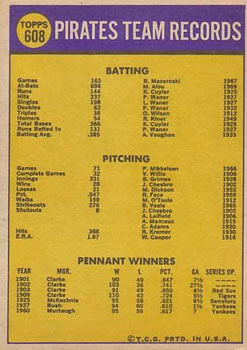 TOPPS 608 PIRATES TEAM RECORDS
BATTING
Games 163 B. Mazeroski 1967
At-Bats 698 M. Alou 1969
Runs 144 K. Cuyler 1925
Hits 237 P. Waner 1927
Singles 198 L. Waner 1927
Doubles 62 P. Waner 1932
Triples 36 O. Wilson 1912
Homers 54 R. Kiner 1949
Total Bases 366 K. Cuyler 1925
Runs Batted In 131 P. Waner 1927
Batting Avg. .385 A. Vaughan 1935
PITCHING
Games 71 P. Mikkelsen 1966
Complete Games 32 V. Willis 1906
Innings J. Chesbro
Wins 28 J. Chesbro 1902
Losses 21 M. Dickson 1952
Pct. .947 R. Face 1959
Walks 159 M. O'Toole 1912
Strikeouts 276 B. Veale 1965
Shutouts 8 J. Chesbro 1902
A. Leifield 1906
N. Mamaux 1915
C. Adams 1920
Hits 366 R. Kremer 1930
E.R.A. 1.87 W. Cooper 1916
PENNANT WINNERS
YEAR MGR. W L PCT. GA SERIES OP.
1901 Clarke 90 49 .647 7½
1902 Clarke 103 36 .741 27½
1903 Clarke 91 49 .650 6½ Red Sox
1909 Clarke 110 42 .724 6½ Tigers
1925 McKechnie 95 58 .621 8½ Senators
1927 Bush 94 60 .610 1½ Yankees
1960 Murtaugh 95 59 .617 7 Yankees
©T.C.G. PRTD. IN U.S.A.